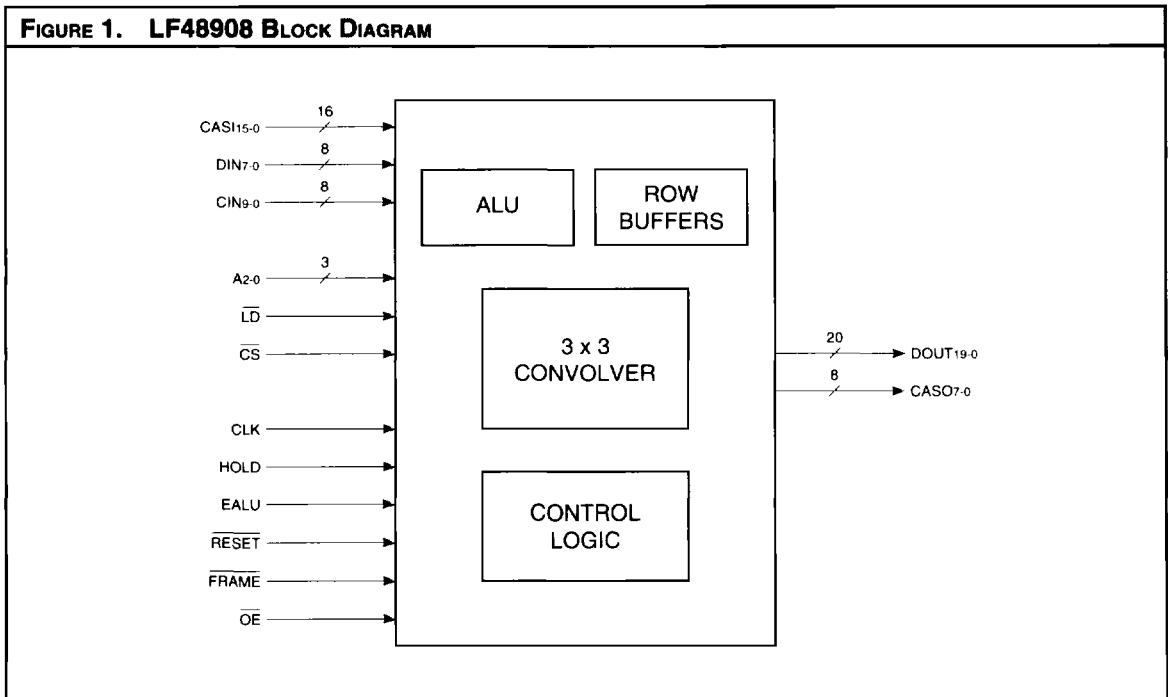 FIGURE 1. LF48908 BLOCK DIAGRAM
16
CASI15-0
8
DIN7-0
8
CIN9-0
3
A2-0
LD
CS
CLK
HOLD
EALU
RESET
FRAME
OE
ALU
ROW
BUFFERS
3 x 3
CONVOLVER
CONTROL
LOGIC
20
DOUT19-0
8
CASO7-0